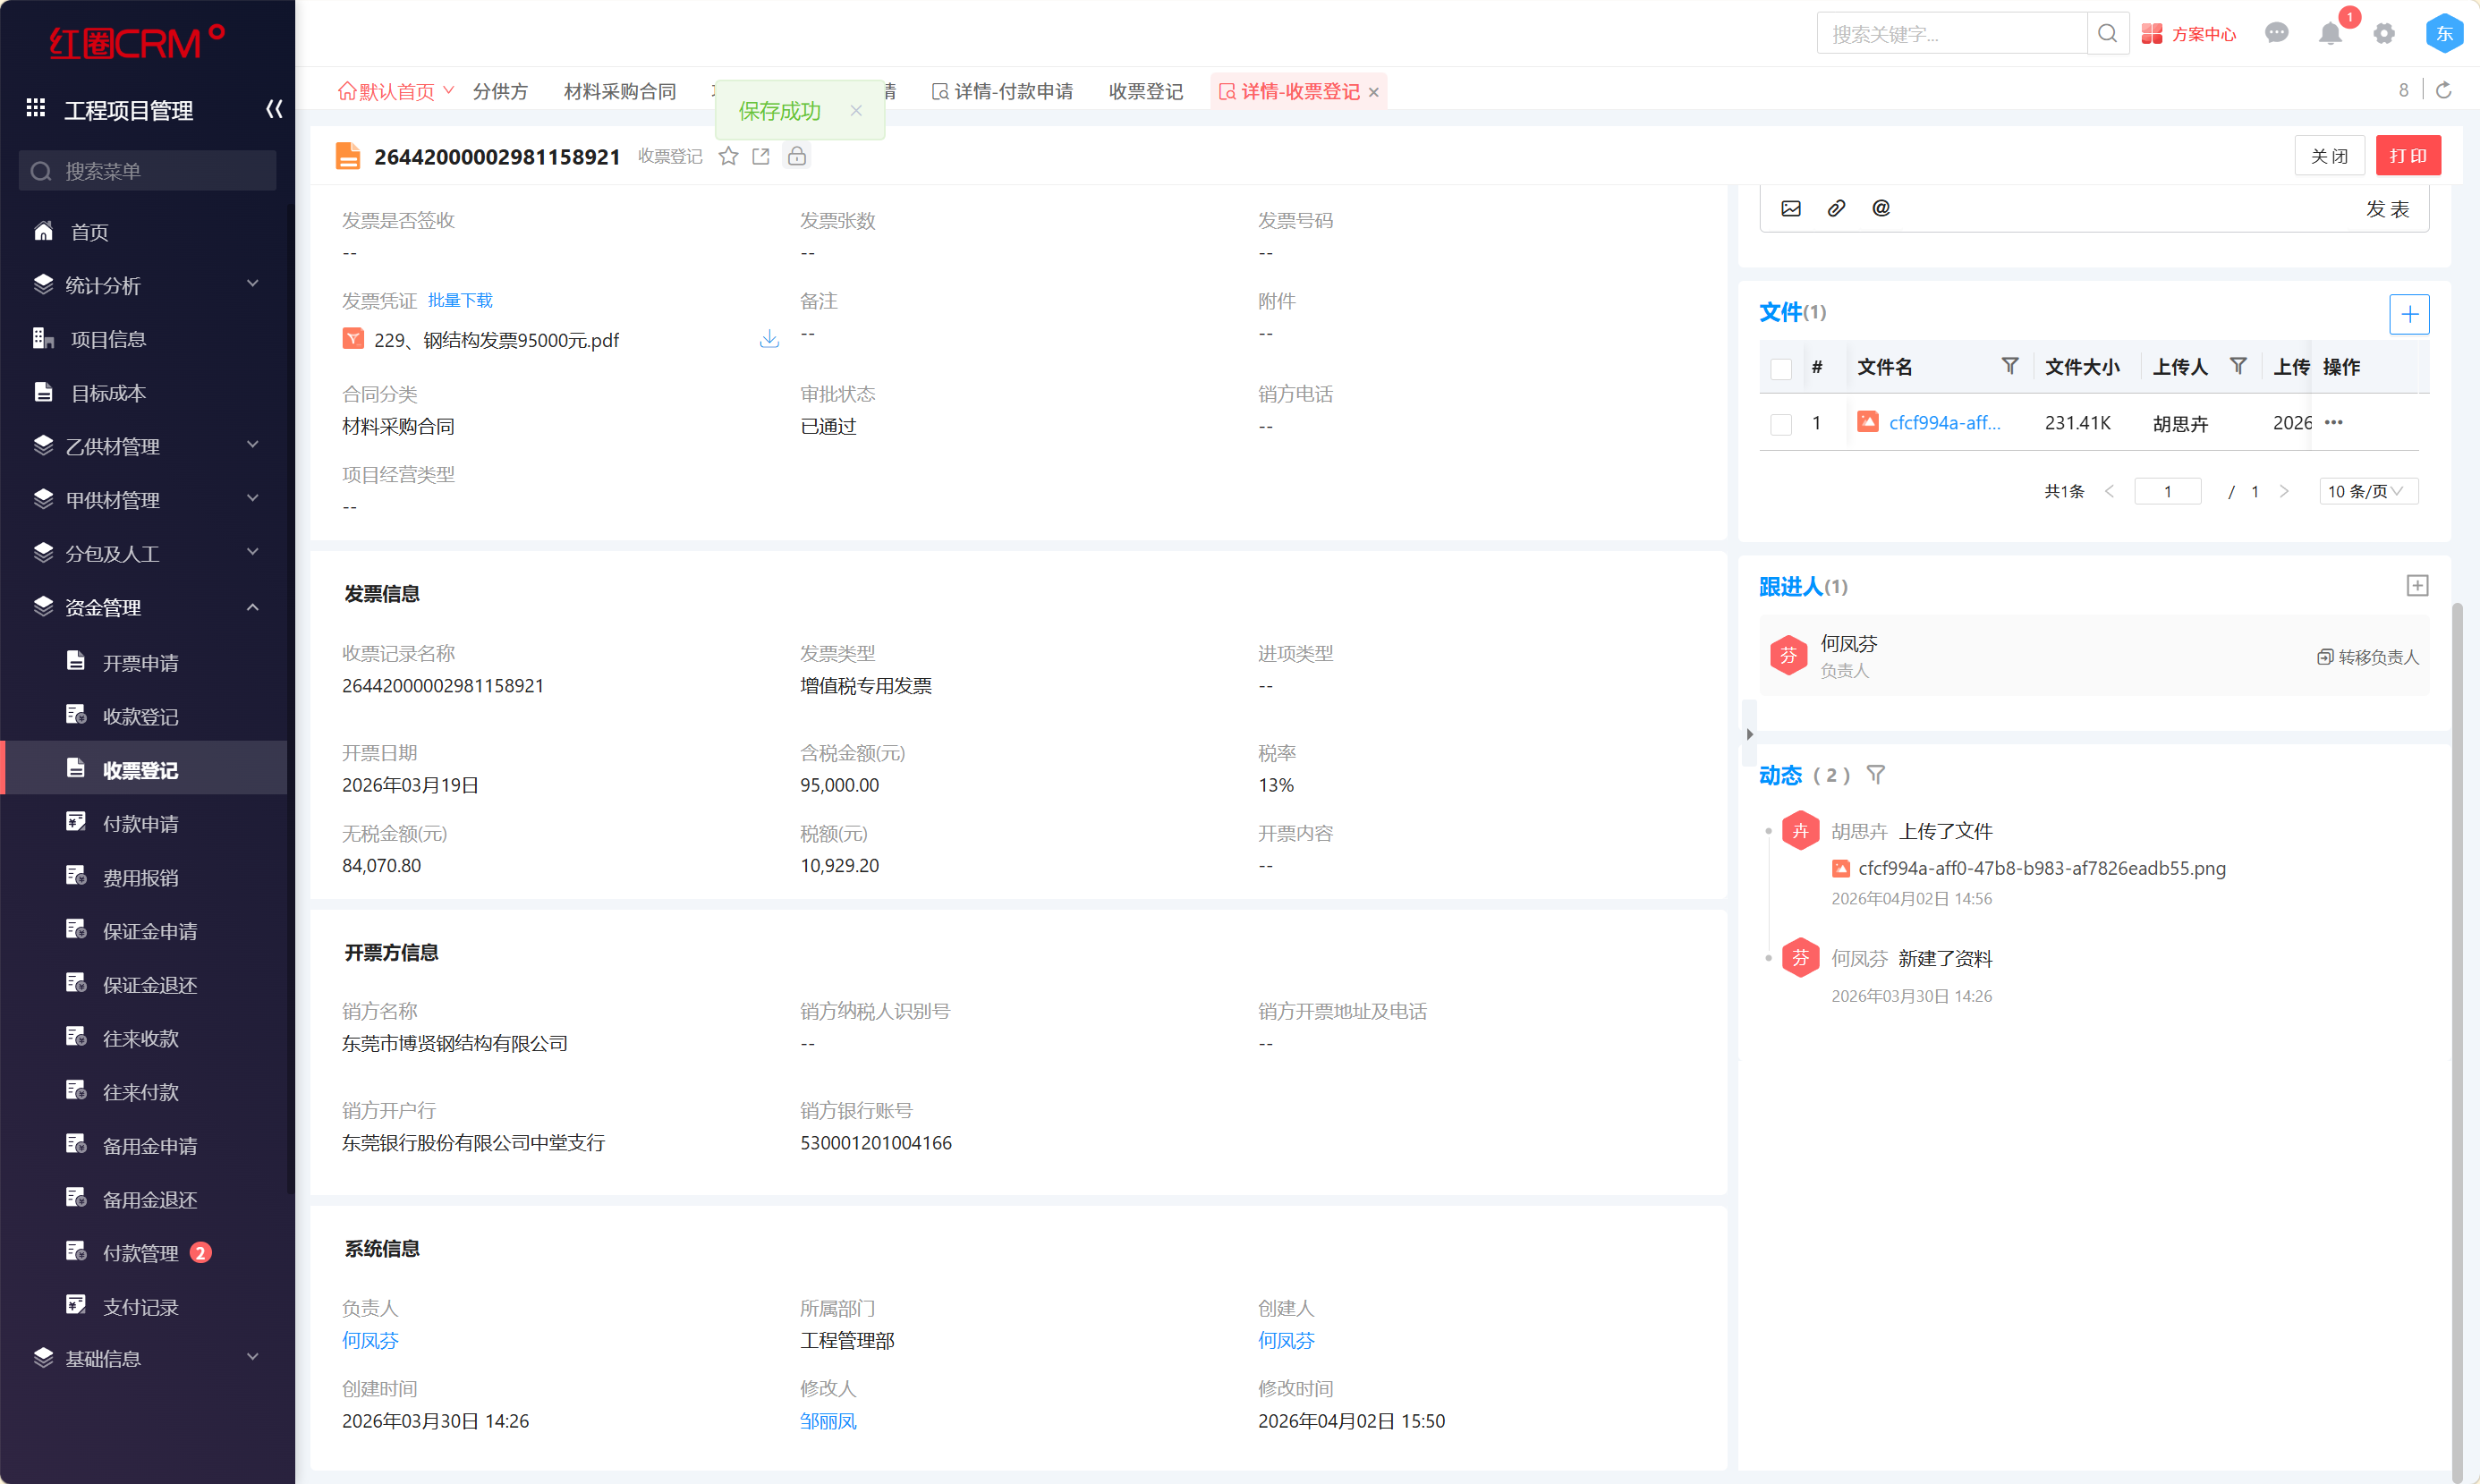 红圈CRM
搜索关键字...
方案中心
1
东
工程项目管理
默认首页
分供方
材料采购合同
情
详情-付款申请
收票登记
详情-收票登记
8
保存成功
搜索菜单
26442000002981158921
收票登记
关 闭
打 印
首页
统计分析
项目信息
目标成本
乙供材管理
甲供材管理
分包及人工
资金管理
开票申请
收款登记
收票登记
付款申请
费用报销
保证金申请
保证金退还
往来收款
往来付款
备用金申请
备用金退还
付款管理 2
支付记录
基础信息
发票是否签收
--
发票张数
--
发票号码
--
发票凭证 批量下载
229、钢结构发票95000元.pdf
备注
--
附件
--
合同分类
材料采购合同
审批状态
已通过
销方电话
--
项目经营类型
--
发票信息
收票记录名称
26442000002981158921
发票类型
增值税专用发票
进项类型
--
开票日期
2026年03月19日
含税金额(元)
95,000.00
税率
13%
无税金额(元)
84,070.80
税额(元)
10,929.20
开票内容
--
开票方信息
销方名称
东莞市博贤钢结构有限公司
销方纳税人识别号
--
销方开票地址及电话
--
销方开户行
东莞银行股份有限公司中堂支行
销方银行账号
530001201004166
系统信息
负责人
何凤芬
所属部门
工程管理部
创建人
何凤芬
创建时间
2026年03月30日 14:26
修改人
邹丽凤
修改时间
2026年04月02日 15:50
@
发 表
文件(1)
# 文件名 文件大小 上传人 上传 操作
1 cfcf994a-aff... 231.41K 胡思卉 2026 •••
共1条 < 1 / 1 > 10 条/页
跟进人(1)
芬
何凤芬
负责人
转移负责人
动态 ( 2 )
卉 胡思卉 上传了文件
cfcf994a-aff0-47b8-b983-af7826eadb55.png
2026年04月02日 14:56
芬 何凤芬 新建了资料
2026年03月30日 14:26